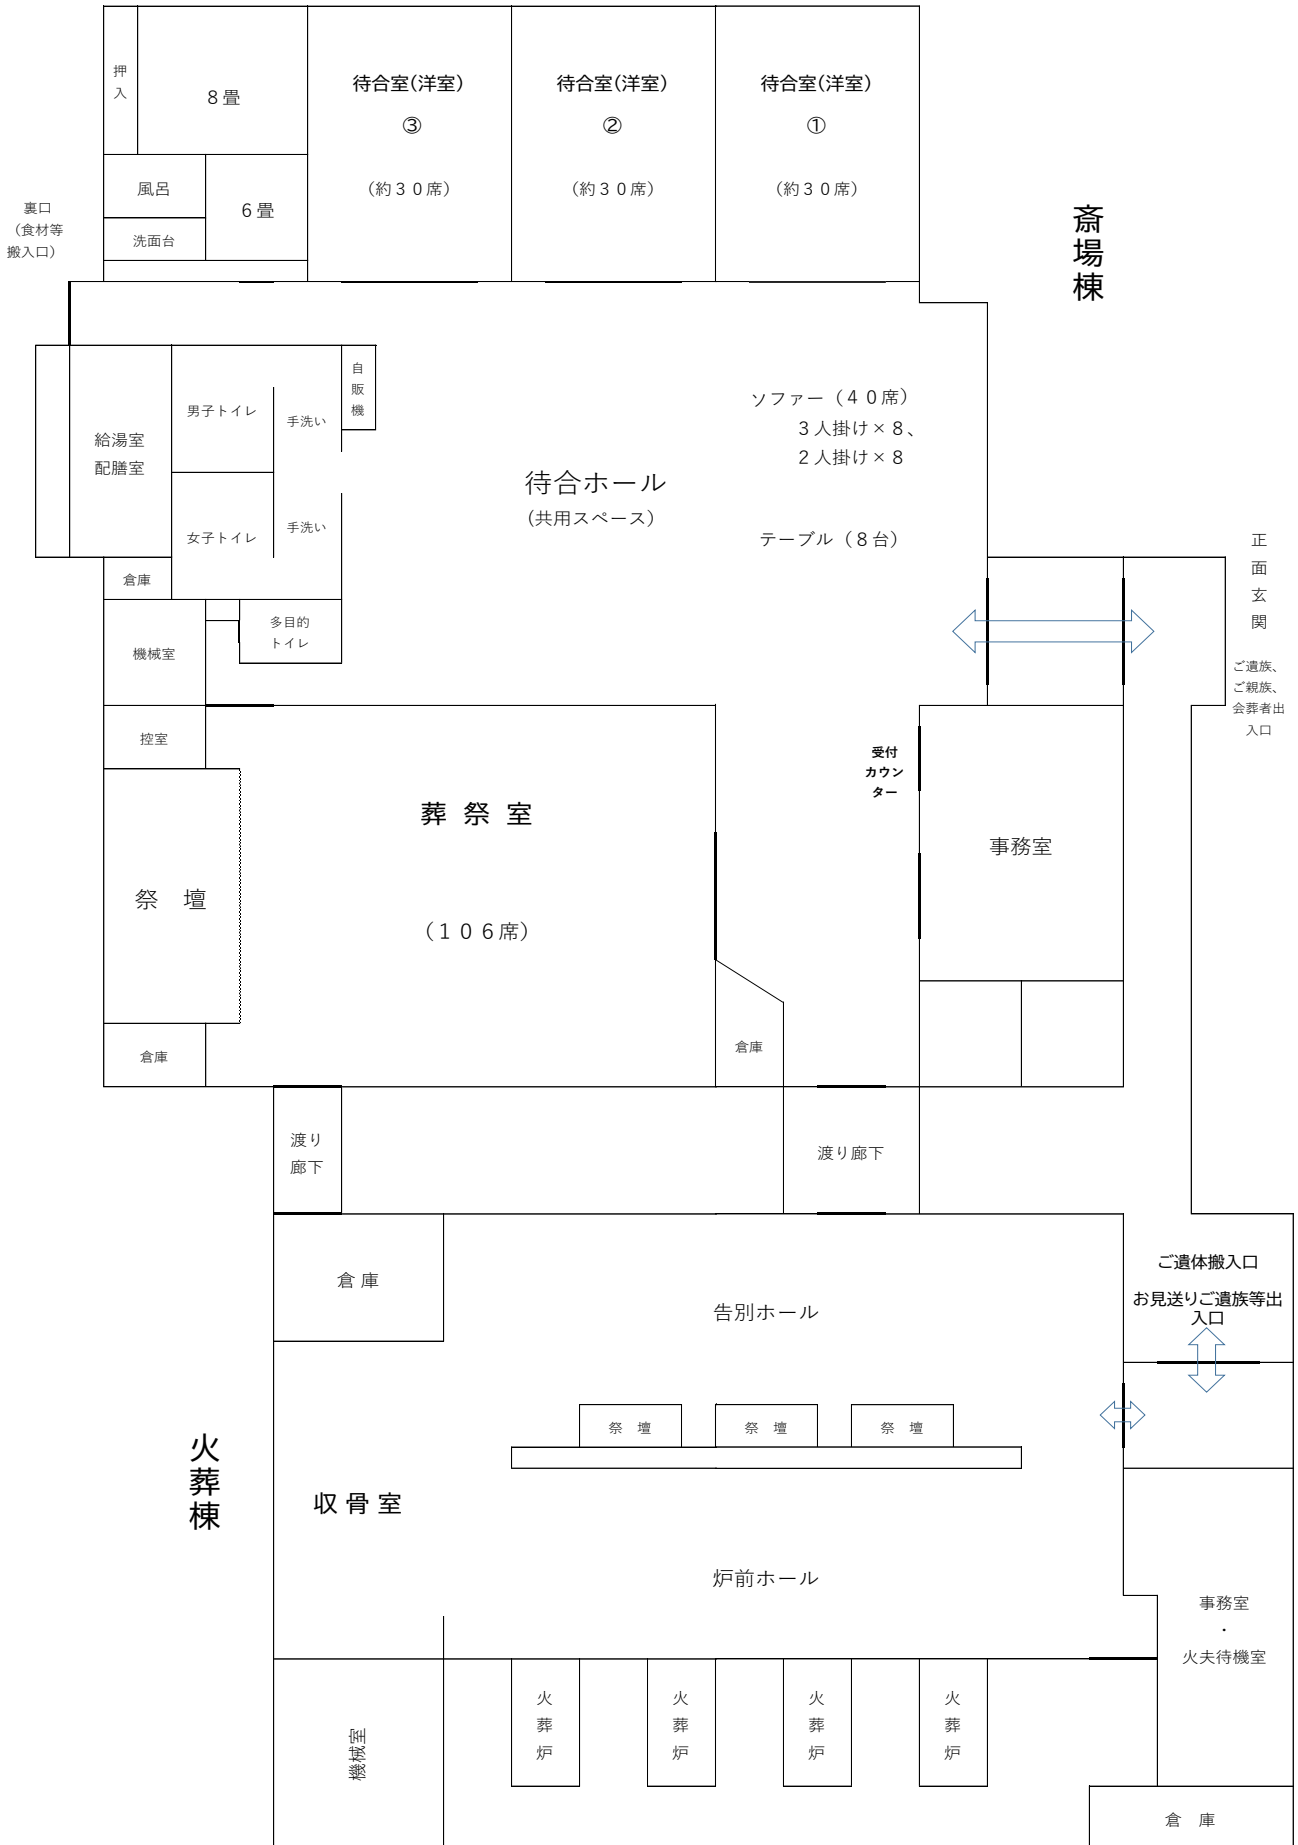 押
入
8畳
待合室(洋室)
③
(約30席)
待合室(洋室)
②
(約30席)
待合室(洋室)
①
(約30席)
風呂
6畳
洗面台
裏口
(食材等
搬入口)
斎場棟
自
販
機
男子トイレ
手洗い
給湯室
配膳室
女子トイレ
手洗い
ソファー(40席)
3人掛け×8、
2人掛け×8
待合ホール
(共用スペース)
テーブル(8台)
正
面
玄
関
ご遺族、
ご親族、
会葬者出
入口
倉庫
多目的
トイレ
機械室
控室
受付
カウン
ター
葬 祭 室
事務室
祭 壇
(106席)
倉庫
倉庫
渡り
廊下
渡り廊下
倉 庫
告別ホール
ご遺体搬入口
お見送りご遺族等出
入口
祭 壇
祭 壇
祭 壇
火葬棟
収 骨 室
炉前ホール
事務室
・
火夫待機室
機械室
火
葬
炉
火
葬
炉
火
葬
炉
火
葬
炉
倉 庫